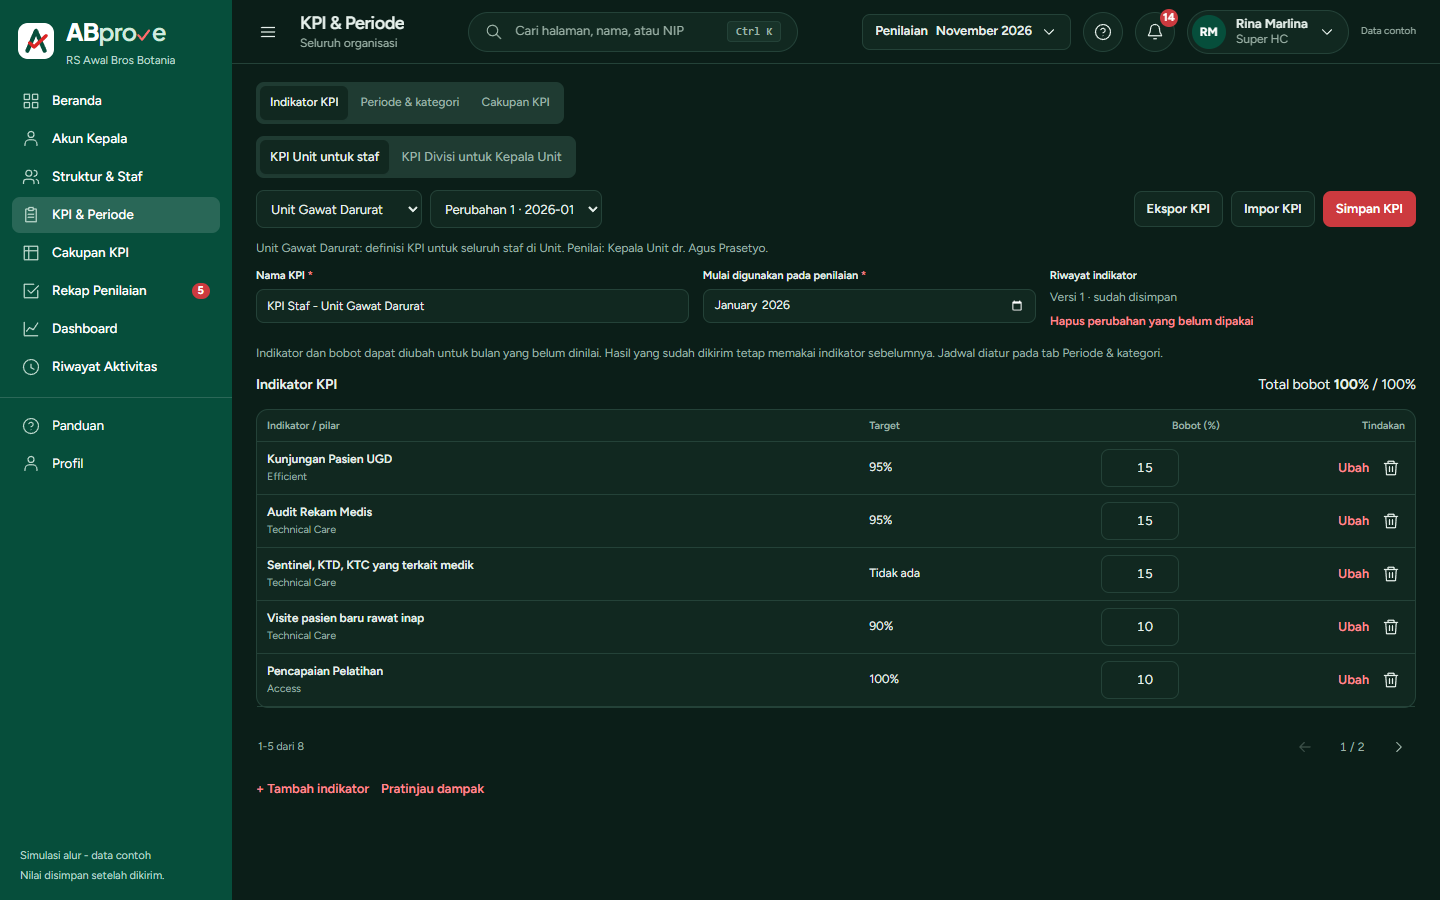 ABprove
RS Awal Bros Botania
Beranda
Akun Kepala
Struktur & Staf
KPI & Periode
Cakupan KPI
Rekap Penilaian 5
Dashboard
Riwayat Aktivitas
Panduan
Profil
Simulasi alur - data contoh
Nilai disimpan setelah dikirim.
KPI & Periode
Seluruh organisasi
Cari halaman, nama, atau NIP Ctrl K
Penilaian November 2026
14
RM
Rina Marlina
Super HC
Data contoh
Indikator KPI Periode & kategori Cakupan KPI
KPI Unit untuk staf KPI Divisi untuk Kepala Unit
Unit Gawat Darurat Perubahan 1 · 2026-01 Ekspor KPI Impor KPI Simpan KPI
Unit Gawat Darurat: definisi KPI untuk seluruh staf di Unit. Penilai: Kepala Unit dr. Agus Prasetyo.
Nama KPI * Mulai digunakan pada penilaian * Riwayat indikator
KPI Staf - Unit Gawat Darurat January 2026 Versi 1 · sudah disimpan
Hapus perubahan yang belum dipakai
Indikator dan bobot dapat diubah untuk bulan yang belum dinilai. Hasil yang sudah dikirim tetap memakai indikator sebelumnya. Jadwal diatur pada tab Periode & kategori.
Indikator KPI Total bobot 100% / 100%
Indikator / pilar Target Bobot (%) Tindakan
Kunjungan Pasien UGD 95% 15 Ubah
Efficient
Audit Rekam Medis 95% 15 Ubah
Technical Care
Sentinel, KTD, KTC yang terkait medik Tidak ada 15 Ubah
Technical Care
Visite pasien baru rawat inap 90% 10 Ubah
Technical Care
Pencapaian Pelatihan 100% 10 Ubah
Access
1-5 dari 8 1 / 2
+ Tambah indikator Pratinjau dampak